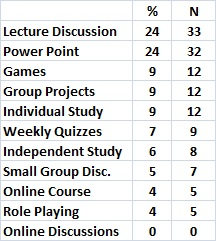 % N
Lecture Discussion 24 33
Power Point 24 32
Games 9 12
Group Projects 9 12
Individual Study 9 12
Weekly Quizzes 7 9
Independent Study 6 8
Small Group Disc. 5 7
Online Course 4 5
Role Playing 4 5
Online Discussions 0 0